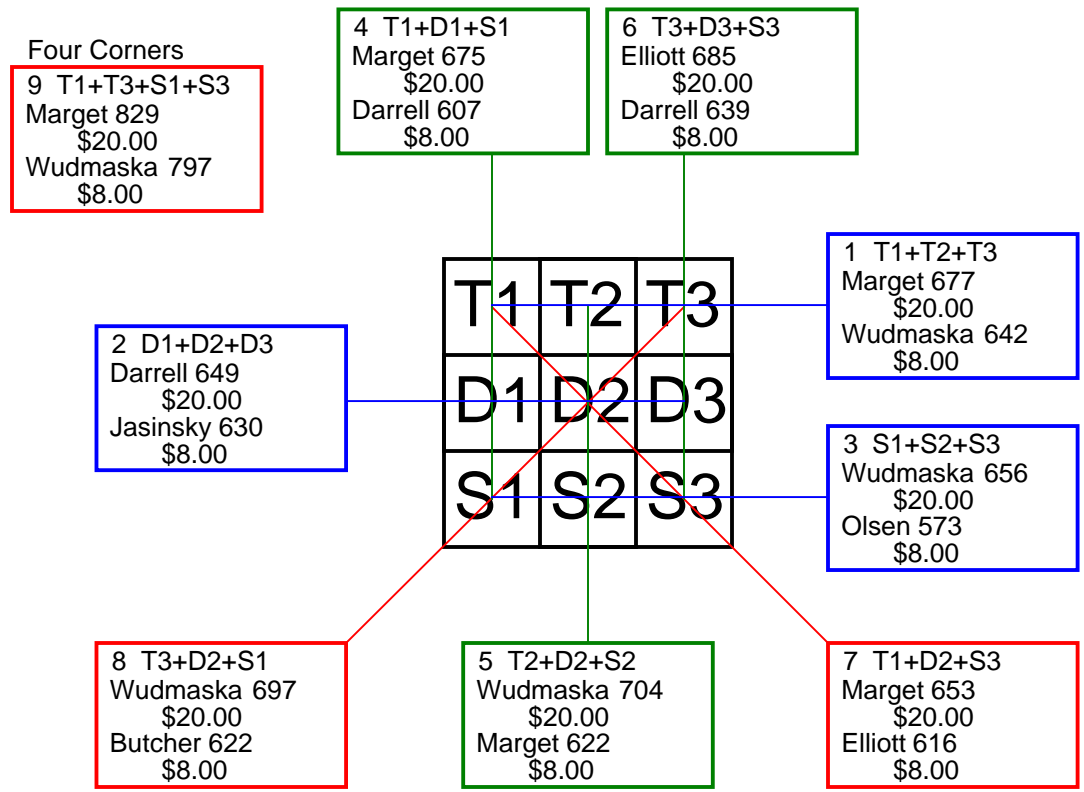 4 T1+D1+S1
Marget 675
$20.00
Darrell 607
$8.00
6 T3+D3+S3
Elliott 685
$20.00
Darrell 639
$8.00
Four Corners
9 T1+T3+S1+S3
Marget 829
$20.00
Wudmaska 797
$8.00
1 T1+T2+T3
Marget 677
$20.00
Wudmaska 642
$8.00
T1 T2 T3
2 D1+D2+D3
Darrell 649
$20.00
Jasinsky 630
$8.00
D1 D2 D3
3 S1+S2+S3
Wudmaska 656
$20.00
Olsen 573
$8.00
S1 S2 S3
8 T3+D2+S1
Wudmaska 697
$20.00
Butcher 622
$8.00
5 T2+D2+S2
Wudmaska 704
$20.00
Marget 622
$8.00
7 T1+D2+S3
Marget 653
$20.00
Elliott 616
$8.00